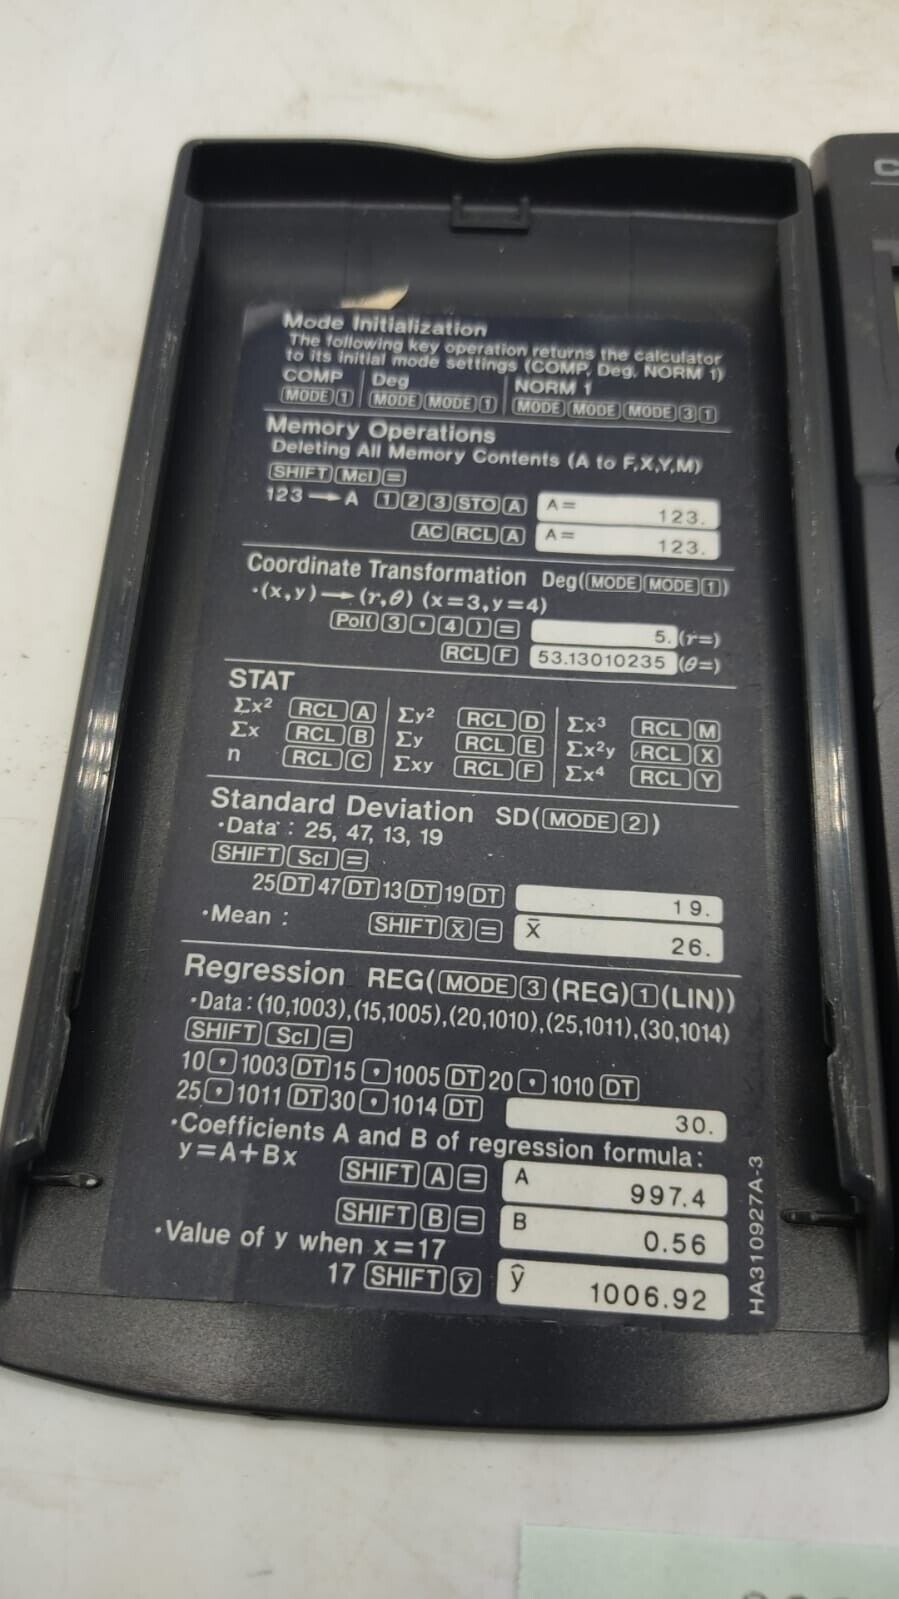 Mode Initialization
The following key operation returns the calculator
to its initial mode settings (COMP, Deg, NORM 1)
COMP Deg NORM 1
MODE 1 MODE MODE 1 MODE MODE MODE 3 1
Memory Operations
Deleting All Memory Contents (A to F,X,Y,M)
SHIFT Mcl =
123→A 1 2 3 STO A A= 123.
AC RCL A A= 123.
Coordinate Transformation Deg(MODE MODE 1)
·(x,y)→(r,θ) (x=3,y=4)
Pol( 3 , 4 ) = 5. (r=)
RCL F 53.13010235 (θ=)
STAT
Σx² RCL A Σy² RCL D Σx³ RCL M
Σx RCL B Σy RCL E Σx²y RCL X
n RCL C Σxy RCL F Σx⁴ RCL Y
Standard Deviation SD(MODE 2)
·Data : 25, 47, 13, 19
SHIFT Scl =
25 DT 47 DT 13 DT 19 DT 19.
·Mean : SHIFT x̄ = x̄ 26.
Regression REG(MODE 3 (REG) 1 (LIN))
·Data : (10,1003),(15,1005),(20,1010),(25,1011),(30,1014)
SHIFT Scl =
10 , 1003 DT 15 , 1005 DT 20 , 1010 DT
25 , 1011 DT 30 , 1014 DT 30.
·Coefficients A and B of regression formula:
y=A+Bx SHIFT A = A 997.4
SHIFT B = B 0.56
·Value of y when x=17
17 SHIFT ŷ ŷ 1006.92
HA310927A-3
C